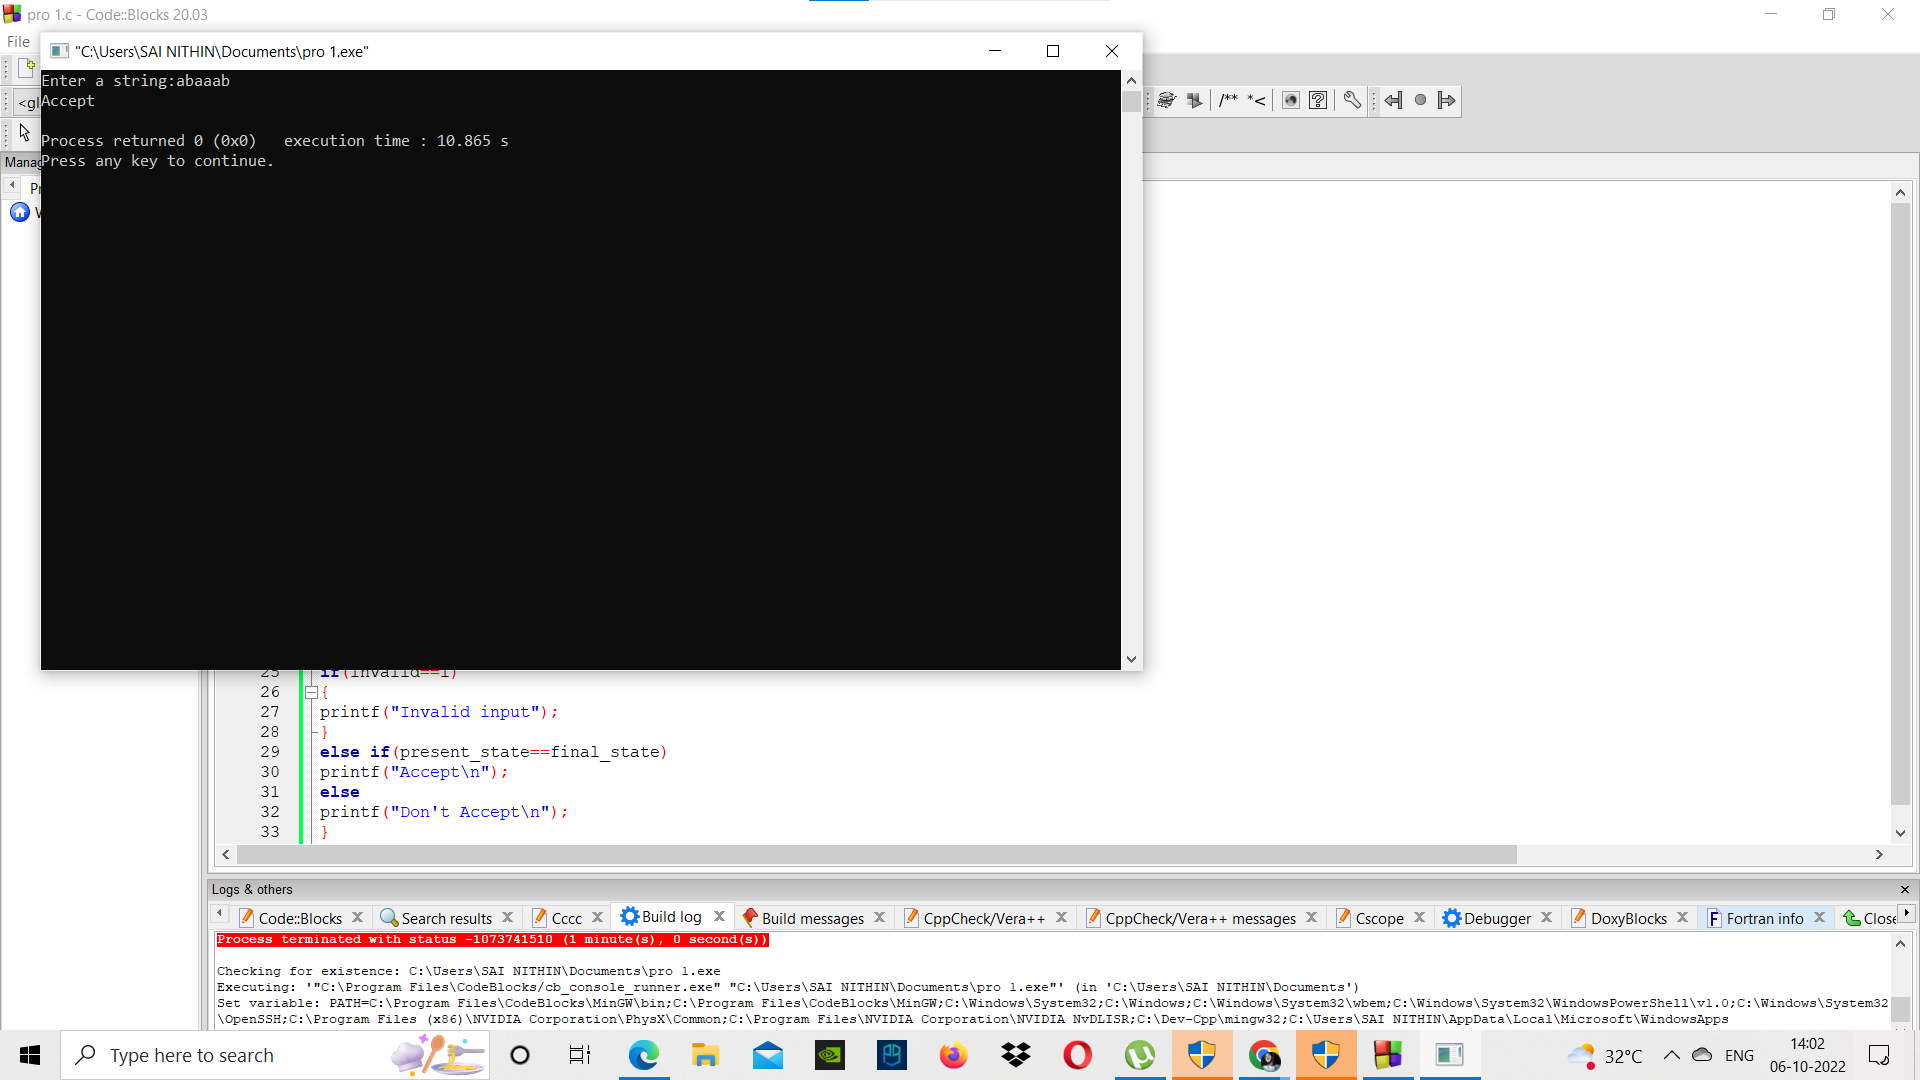 pro 1.c - Code::Blocks 20.03
File
"C:\Users\SAI NITHIN\Documents\pro 1.exe"
Enter a string:abaaab
Accept
Process returned 0 (0x0)   execution time : 10.865 s
Press any key to continue.
<gl
/** *<
Manag
Pr
25 if(invalid==1)
26 {
27 printf("Invalid input");
28 }
29 else if(present_state==final_state)
30 printf("Accept\n");
31 else
32 printf("Don't Accept\n");
33 }
Logs & others
Code::Blocks Search results Cccc Build log Build messages CppCheck/Vera++ CppCheck/Vera++ messages Cscope Debugger DoxyBlocks Fortran info Close
Process terminated with status -1073741510 (1 minute(s), 0 second(s))
Checking for existence: C:\Users\SAI NITHIN\Documents\pro 1.exe
Executing: '"C:\Program Files\CodeBlocks/cb_console_runner.exe" "C:\Users\SAI NITHIN\Documents\pro 1.exe"' (in 'C:\Users\SAI NITHIN\Documents')
Set variable: PATH=C:\Program Files\CodeBlocks\MinGW\bin;C:\Program Files\CodeBlocks\MinGW;C:\Windows\System32;C:\Windows;C:\Windows\System32\wbem;C:\Windows\System32\WindowsPowerShell\v1.0;C:\Windows\System32
\OpenSSH;C:\Program Files (x86)\NVIDIA Corporation\PhysX\Common;C:\Program Files\NVIDIA Corporation\NVIDIA NvDLISR;C:\Dev-Cpp\mingw32;C:\Users\SAI NITHIN\AppData\Local\Microsoft\WindowsApps
Type here to search
32°C
ENG
14:02
06-10-2022